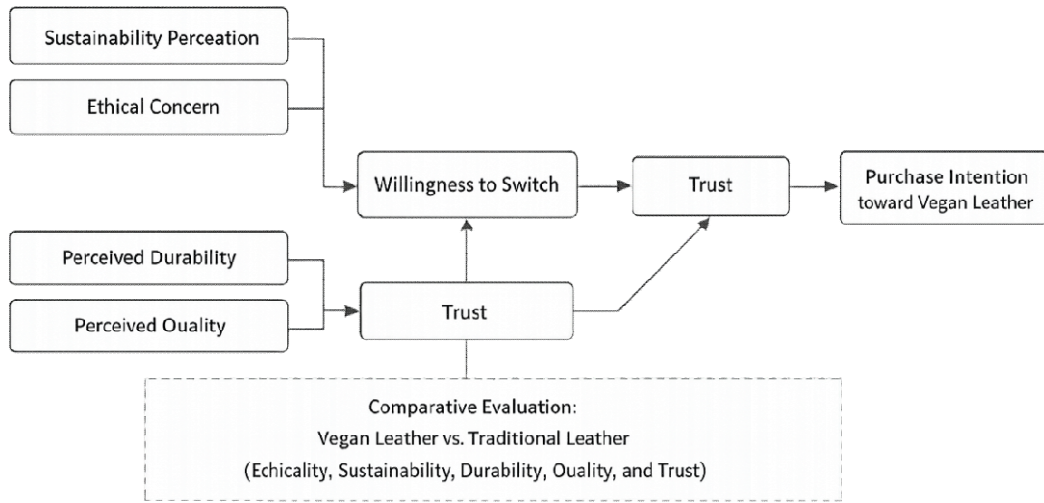 Sustainability Perceation
Ethical Concern
Willingness to Switch
Trust
Purchase Intention
toward Vegan Leather
Perceived Durability
Perceived Ouality
Trust
Comparative Evaluation:
Vegan Leather vs. Traditional Leather
(Echicality, Sustainability, Durability, Ouality, and Trust)